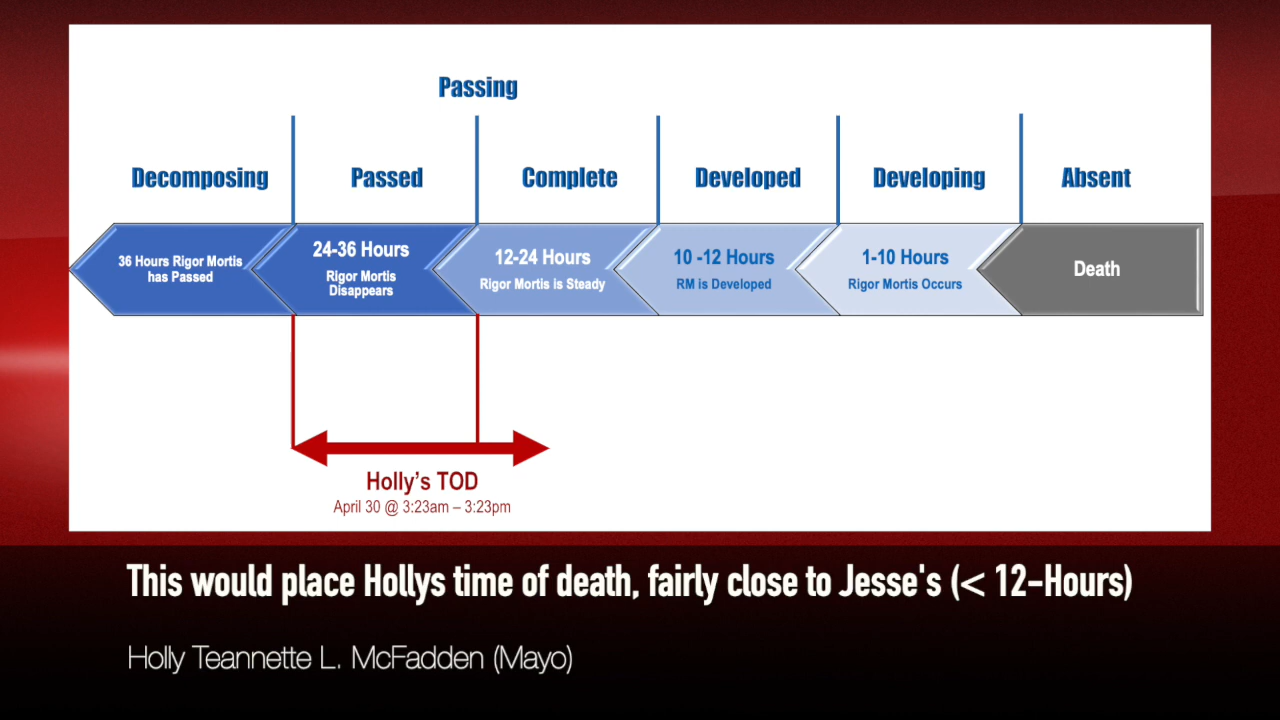 Passing
Decomposing
Passed
Complete
Developed
Developing
Absent
36 Hours Rigor Mortis
has Passed
24-36 Hours
Rigor Mortis
Disappears
12-24 Hours
Rigor Mortis is Steady
10 -12 Hours
RM is Developed
1-10 Hours
Rigor Mortis Occurs
Death
Holly's TOD
April 30 @ 3:23am – 3:23pm
This would place Hollys time of death, fairly close to Jesse's (< 12-Hours)
Holly Teannette L. McFadden (Mayo)